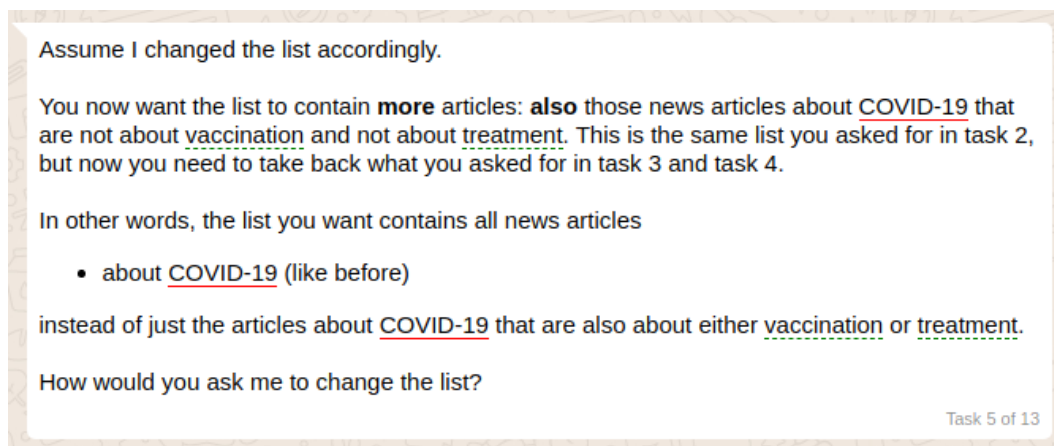 Assume I changed the list accordingly.
You now want the list to contain more articles: also those news articles about COVID-19 that
are not about vaccination and not about treatment. This is the same list you asked for in task 2,
but now you need to take back what you asked for in task 3 and task 4.
In other words, the list you want contains all news articles
• about COVID-19 (like before)
instead of just the articles about COVID-19 that are also about either vaccination or treatment.
How would you ask me to change the list?
Task 5 of 13